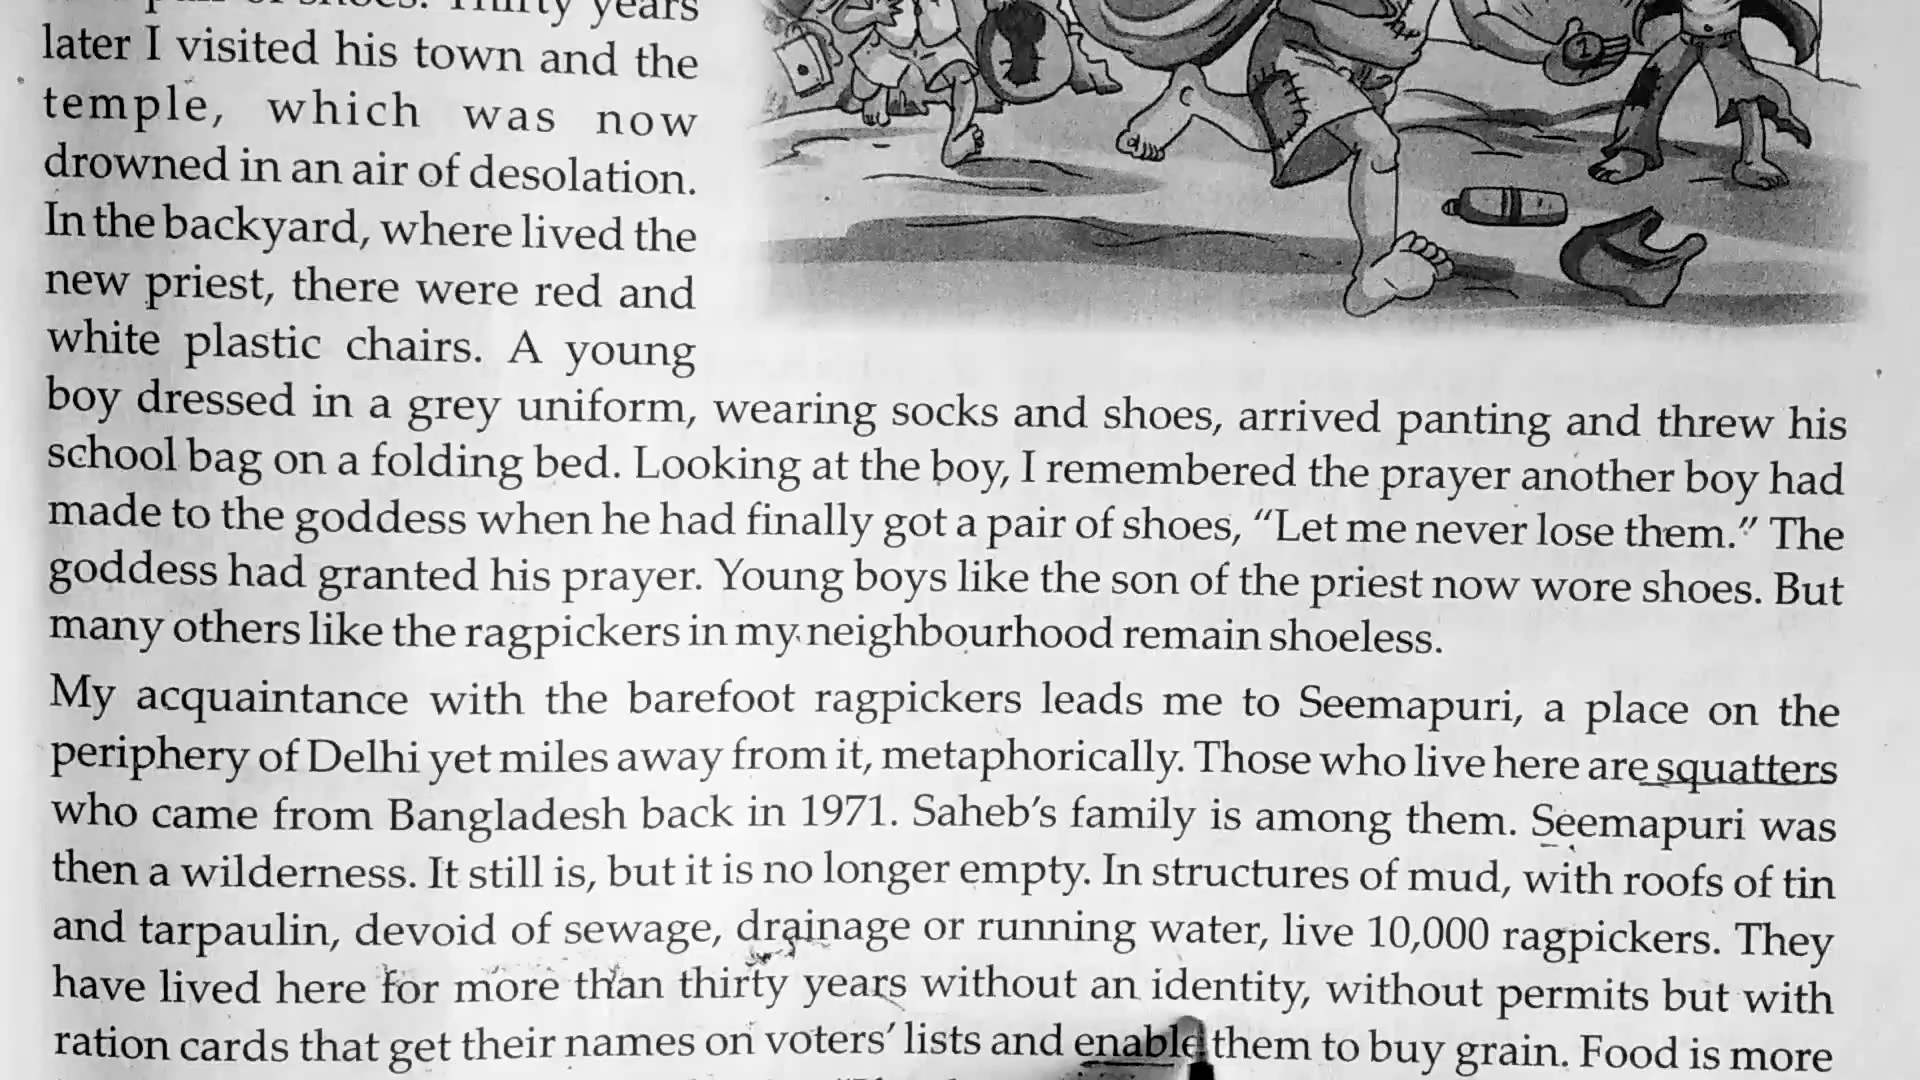 pair of shoes. Thirty years
later I visited his town and the
temple, which was now
drowned in an air of desolation.
In the backyard, where lived the
new priest, there were red and
white plastic chairs. A young
boy dressed in a grey uniform, wearing socks and shoes, arrived panting and threw his
school bag on a folding bed. Looking at the boy, I remembered the prayer another boy had
made to the goddess when he had finally got a pair of shoes, “Let me never lose them.” The
goddess had granted his prayer. Young boys like the son of the priest now wore shoes. But
many others like the ragpickers in my neighbourhood remain shoeless.
My acquaintance with the barefoot ragpickers leads me to Seemapuri, a place on the
periphery of Delhi yet miles away from it, metaphorically. Those who live here are squatters
who came from Bangladesh back in 1971. Saheb’s family is among them. Seemapuri was
then a wilderness. It still is, but it is no longer empty. In structures of mud, with roofs of tin
and tarpaulin, devoid of sewage, drainage or running water, live 10,000 ragpickers. They
have lived here for more than thirty years without an identity, without permits but with
ration cards that get their names on voters’ lists and enable them to buy grain. Food is more